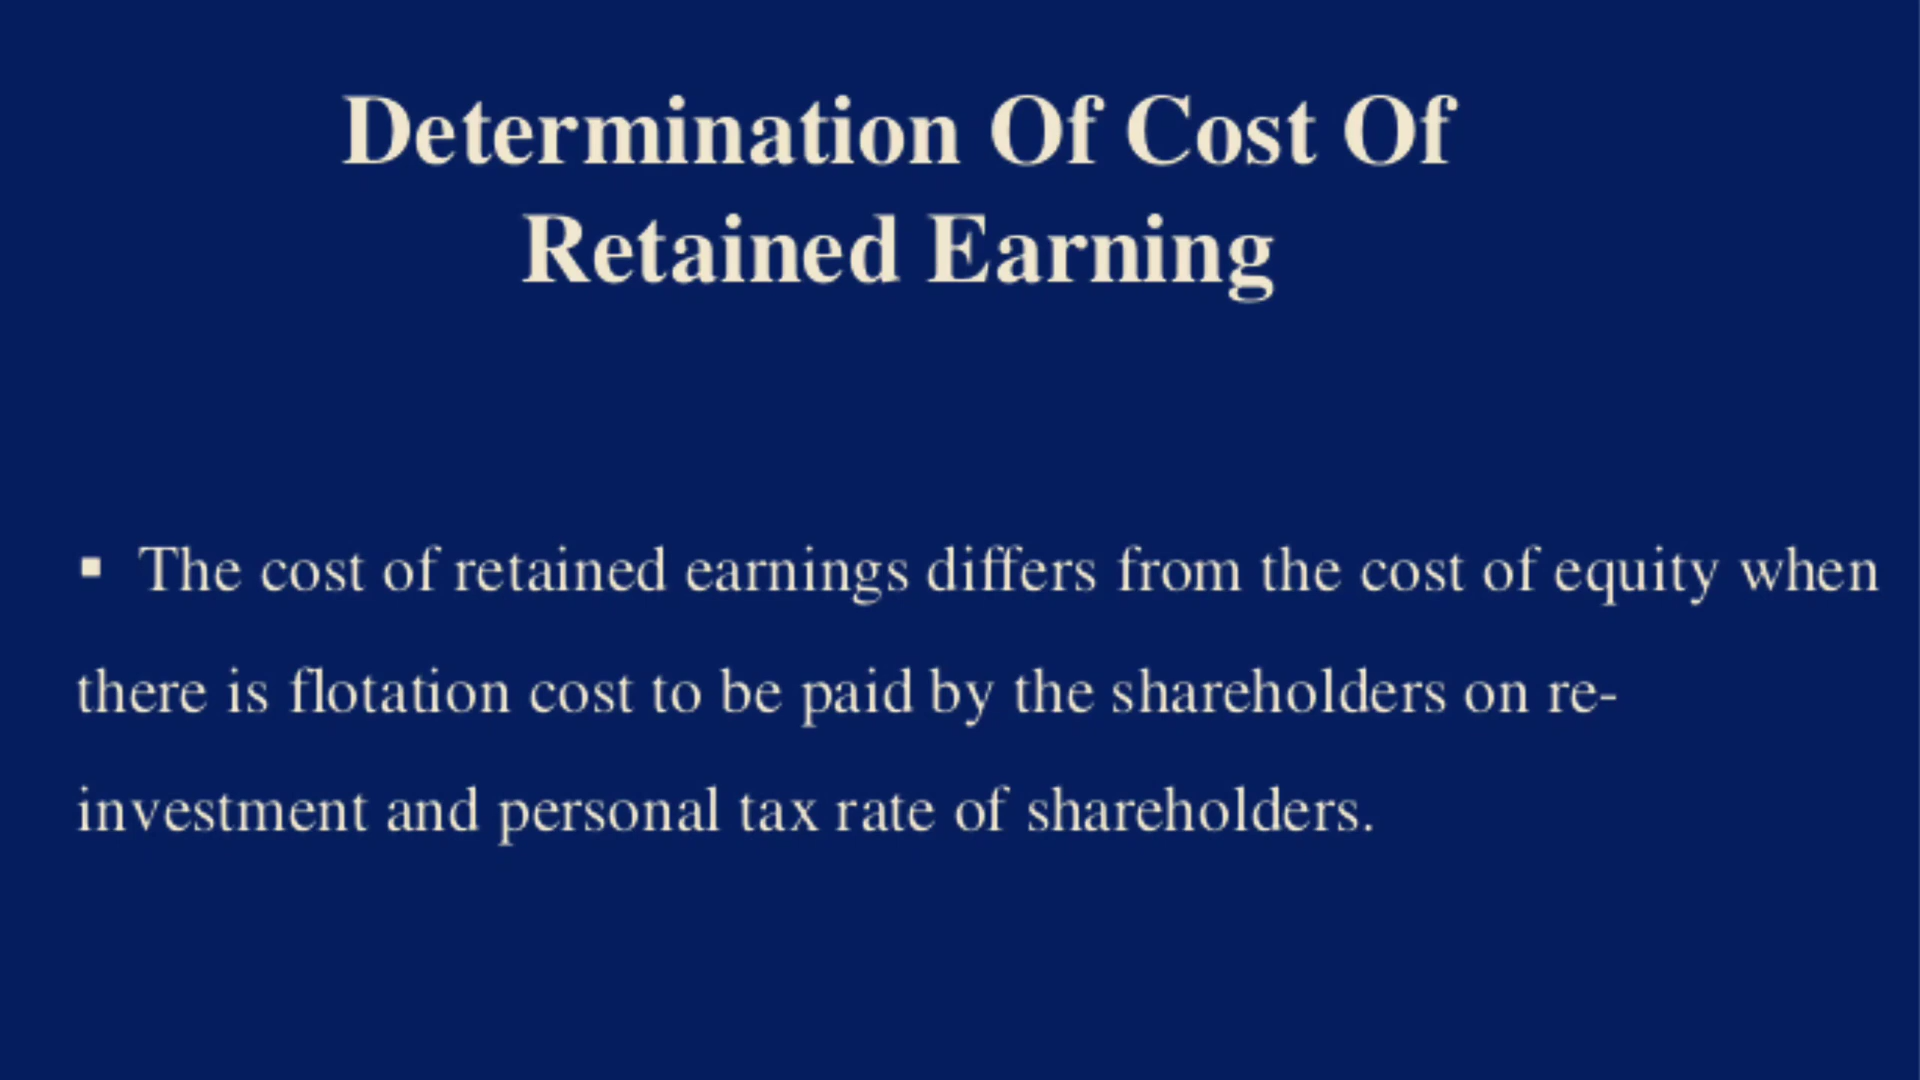 Determination Of Cost Of
Retained Earning
▪ The cost of retained earnings differs from the cost of equity when
there is flotation cost to be paid by the shareholders on re-
investment and personal tax rate of shareholders.